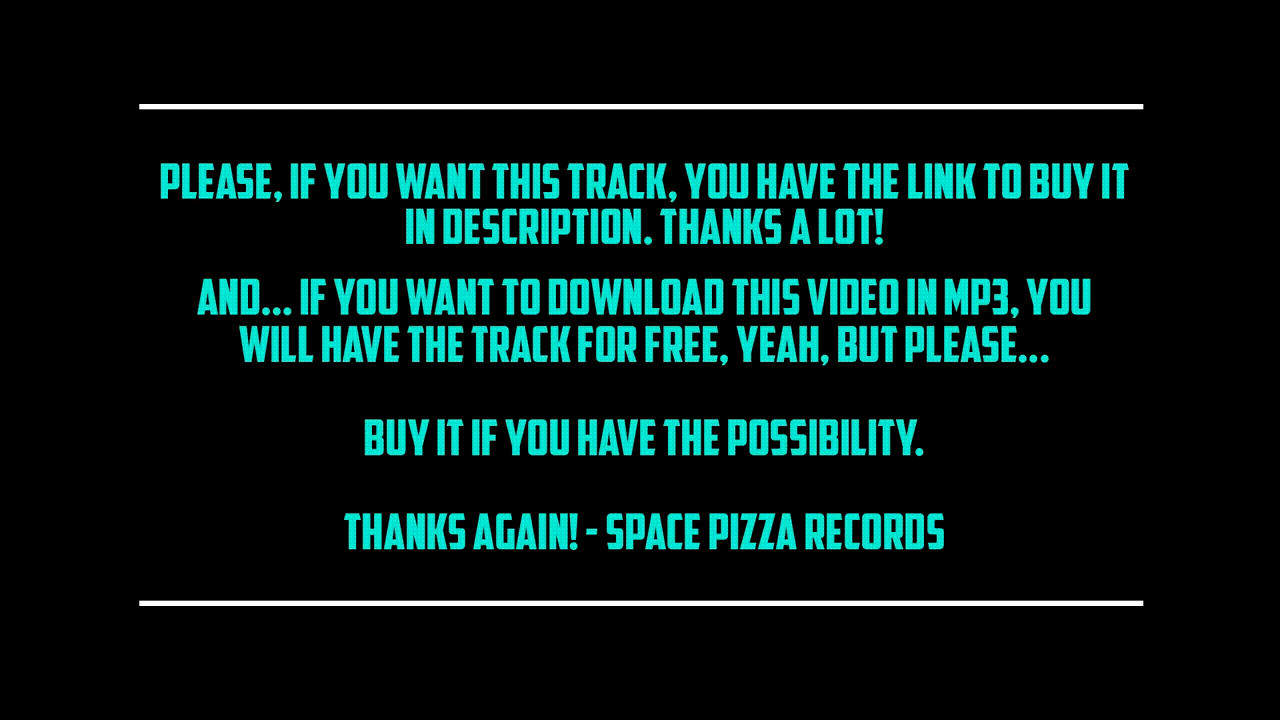 PLEASE, IF YOU WANT THIS TRACK, YOU HAVE THE LINK TO BUY IT
IN DESCRIPTION. THANKS A LOT!
AND... IF YOU WANT TO DOWNLOAD THIS VIDEO IN MP3, YOU
WILL HAVE THE TRACK FOR FREE, YEAH, BUT PLEASE...
BUY IT IF YOU HAVE THE POSSIBILITY.
THANKS AGAIN! - SPACE PIZZA RECORDS